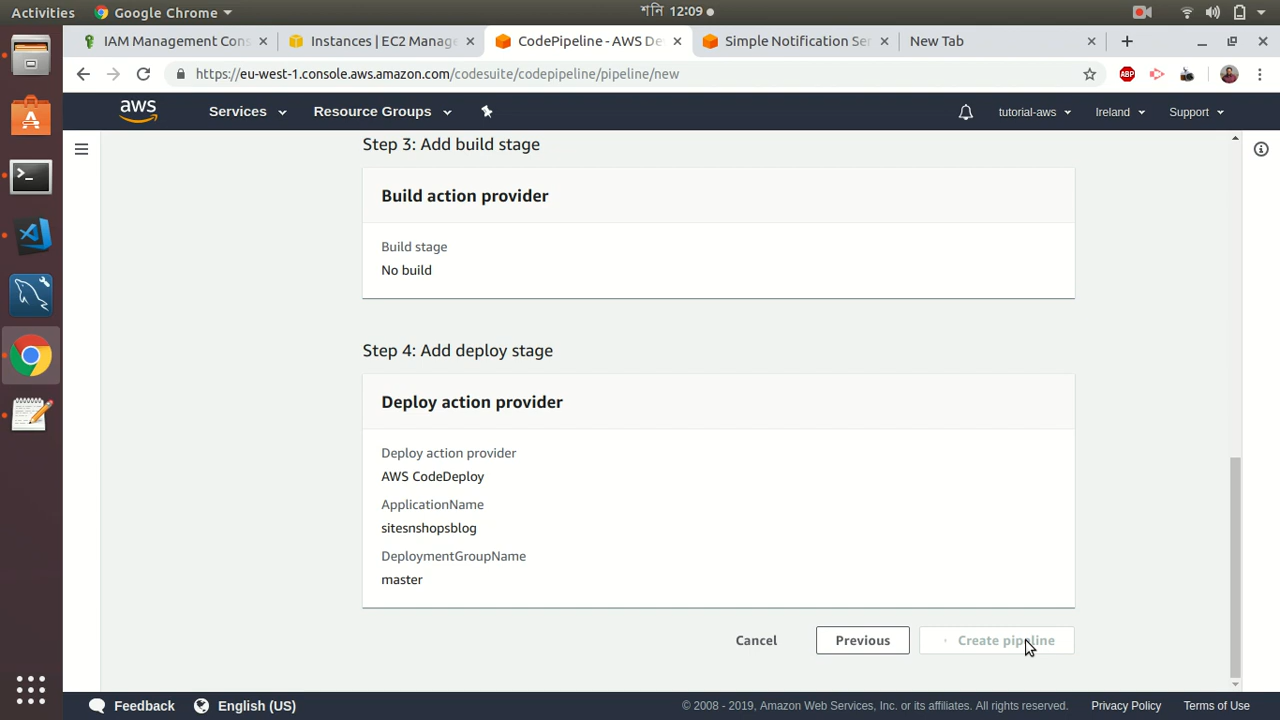 Activities Google Chrome শনি 12:09
IAM Management Con Instances | EC2 Manag CodePipeline - AWS De Simple Notification Se New Tab
https://eu-west-1.console.aws.amazon.com/codesuite/codepipeline/pipeline/new
ABP
aws Services Resource Groups tutorial-aws Ireland Support
Step 3: Add build stage
Build action provider
Build stage
No build
Step 4: Add deploy stage
Deploy action provider
Deploy action provider
AWS CodeDeploy
ApplicationName
sitesnshopsblog
DeploymentGroupName
master
Cancel Previous Create pipeline
Feedback English (US) © 2008 - 2019, Amazon Web Services, Inc. or its affiliates. All rights reserved. Privacy Policy Terms of Use